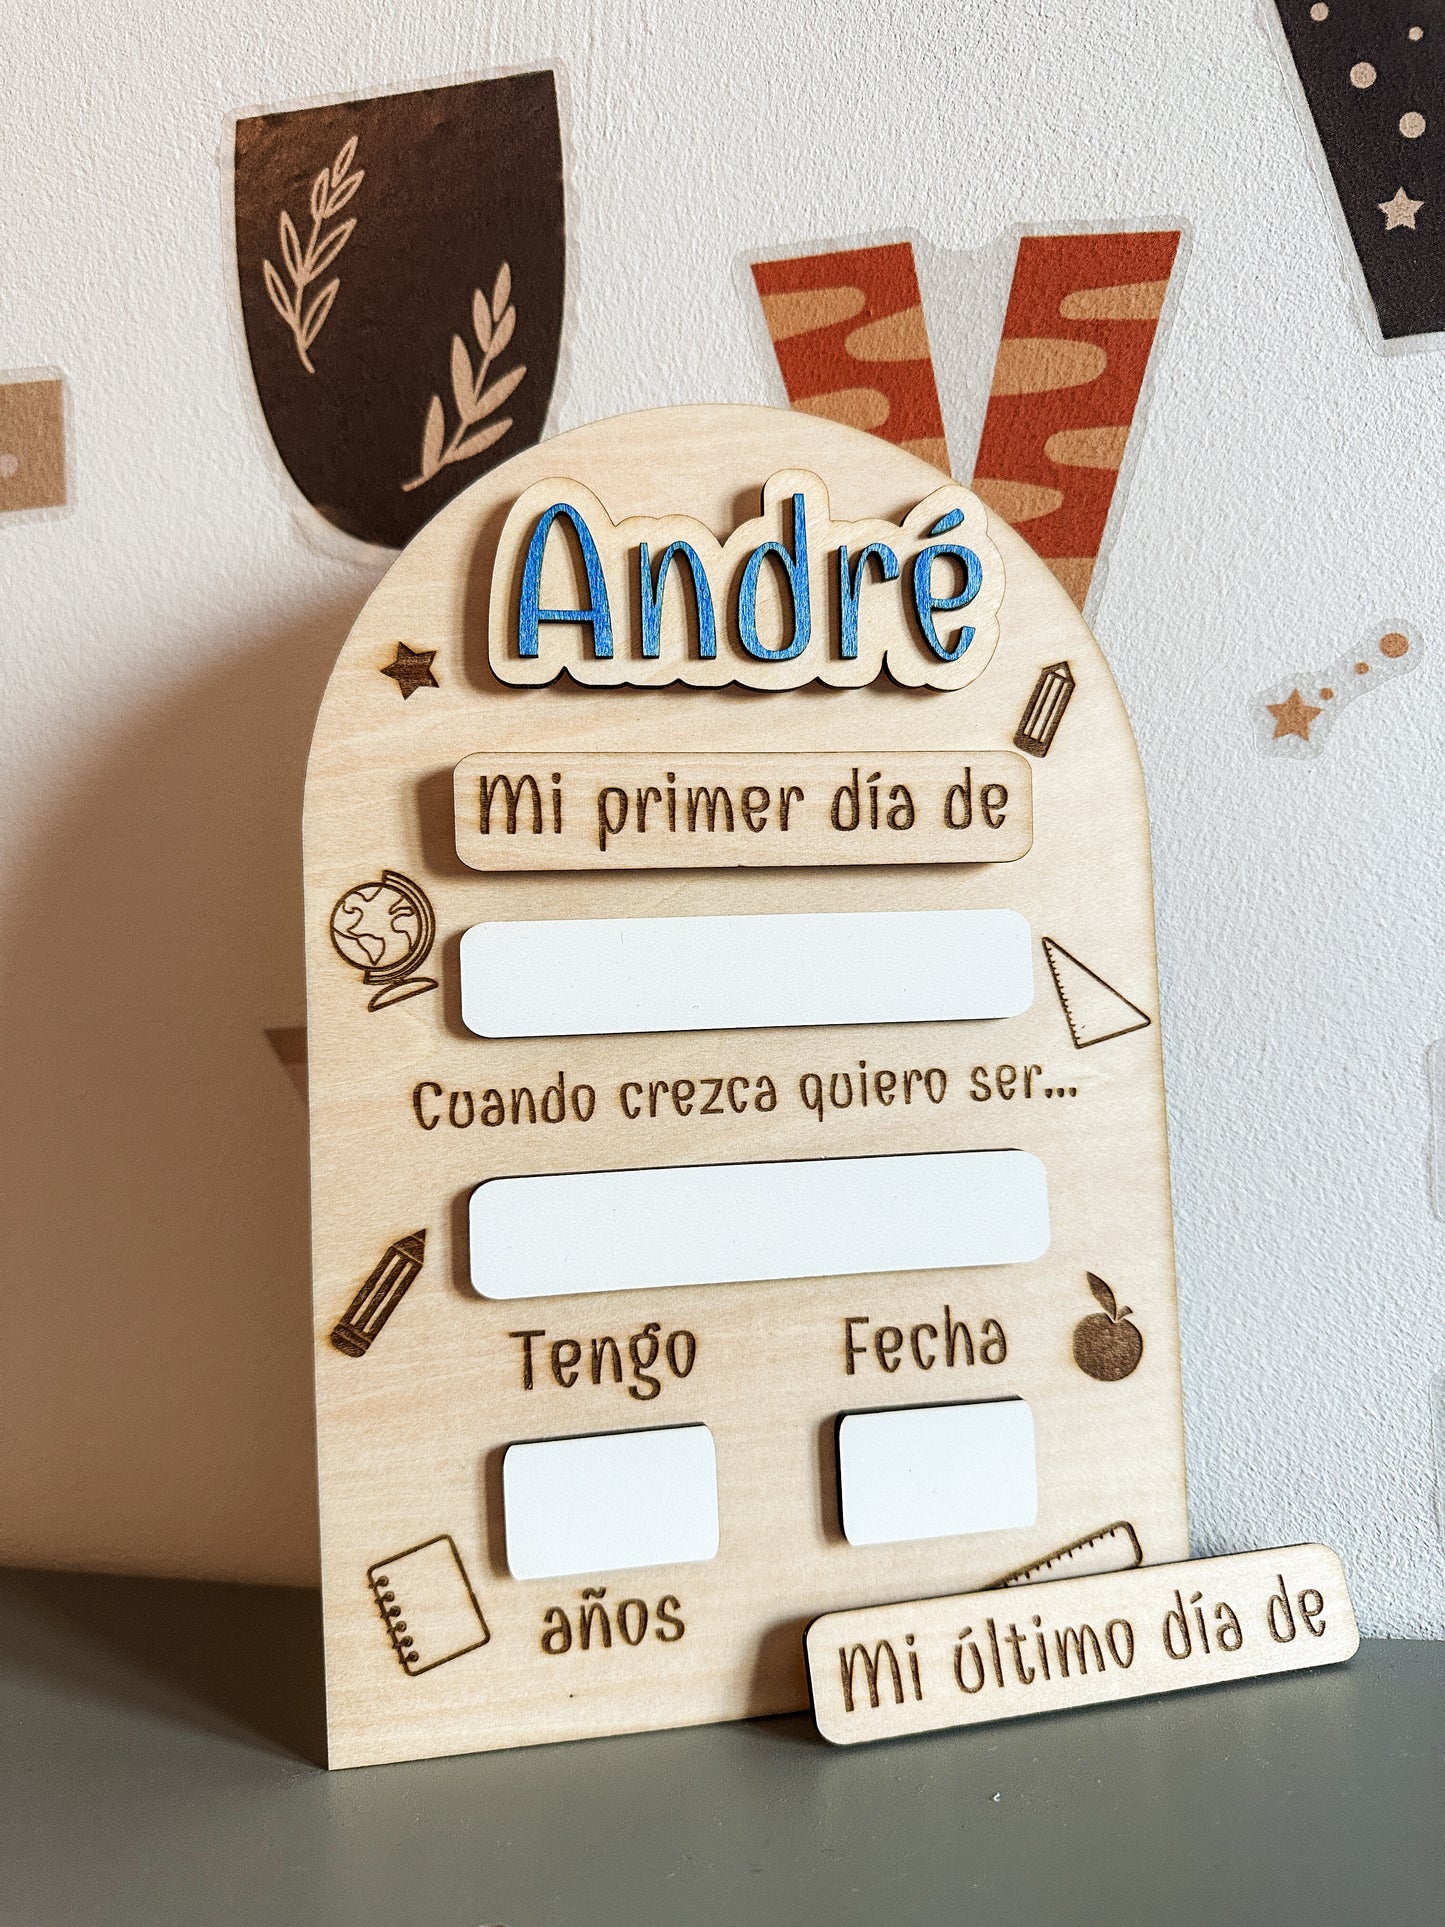 André
Mi primer día de
Cuando crezca quiero ser...
Tengo
Fecha
años
Mi último día de